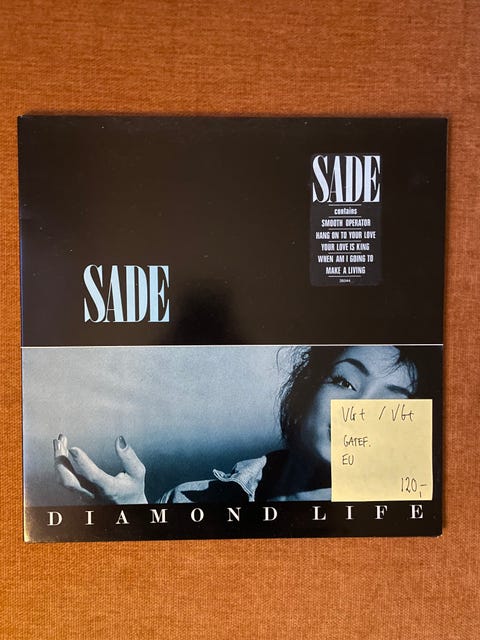 SADE
contains
SMOOTH OPERATOR
HANG ON TO YOUR LOVE
YOUR LOVE IS KING
WHEN AM I GOING TO
MAKE A LIVING
26044
SADE
VG+ / VG+
GATEF.
EU
120,-
DIAMOND LIFE